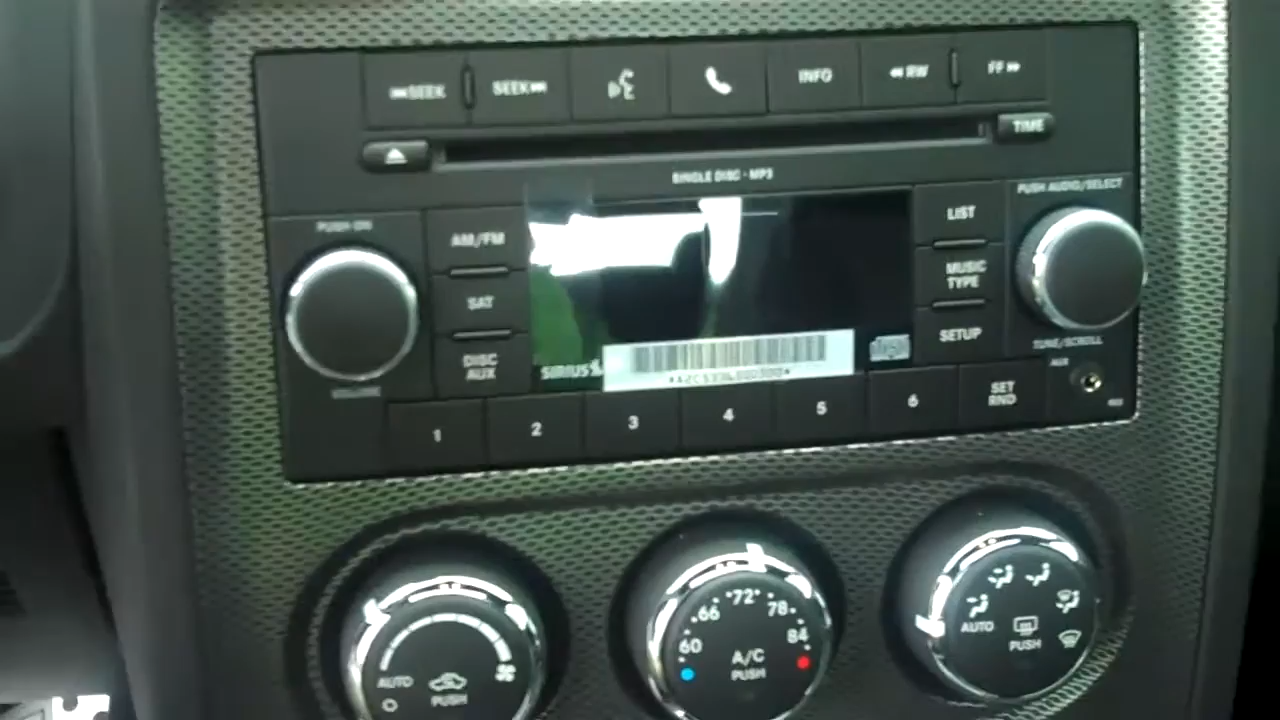 SEEK
SEEK
INFO
RW
FF
TIME
SINGLE DISC · MP3
PUSH ON
PUSH AUDIO/SELECT
AM/FM
LIST
SAT
MUSIC
TYPE
DISC
AUX
SETUP
SIRIUS
VOLUME
TUNE/SCROLL
AUX
1
2
3
4
5
6
SET
RND
AUTO
PUSH
60
66
72°
78
84
A/C
PUSH
AUTO
PUSH